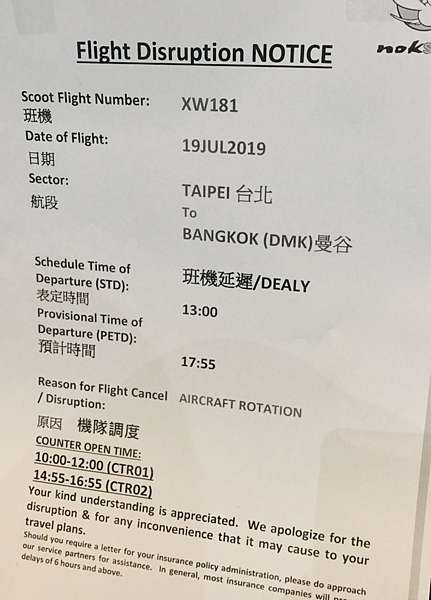 nok
Flight Disruption NOTICE
Scoot Flight Number: XW181
班機
Date of Flight: 19JUL2019
日期
Sector: TAIPEI 台北
航段 To
BANGKOK (DMK)曼谷
Schedule Time of
Departure (STD): 班機延遲/DEALY
表定時間 13:00
Provisional Time of
Departure (PETD):
預計時間 17:55
Reason for Flight Cancel AIRCRAFT ROTATION
/ Disruption:
原因 機隊調度
COUNTER OPEN TIME:
10:00-12:00 (CTR01)
14:55-16:55 (CTR02)
Your kind understanding is appreciated. We apologize for the
disruption & for any inconvenience that it may cause to your
travel plans.
Should you require a letter for your insurance policy administration, please do approach
our service partners for assistance. In general, most insurance companies will
delays of 6 hours and above.